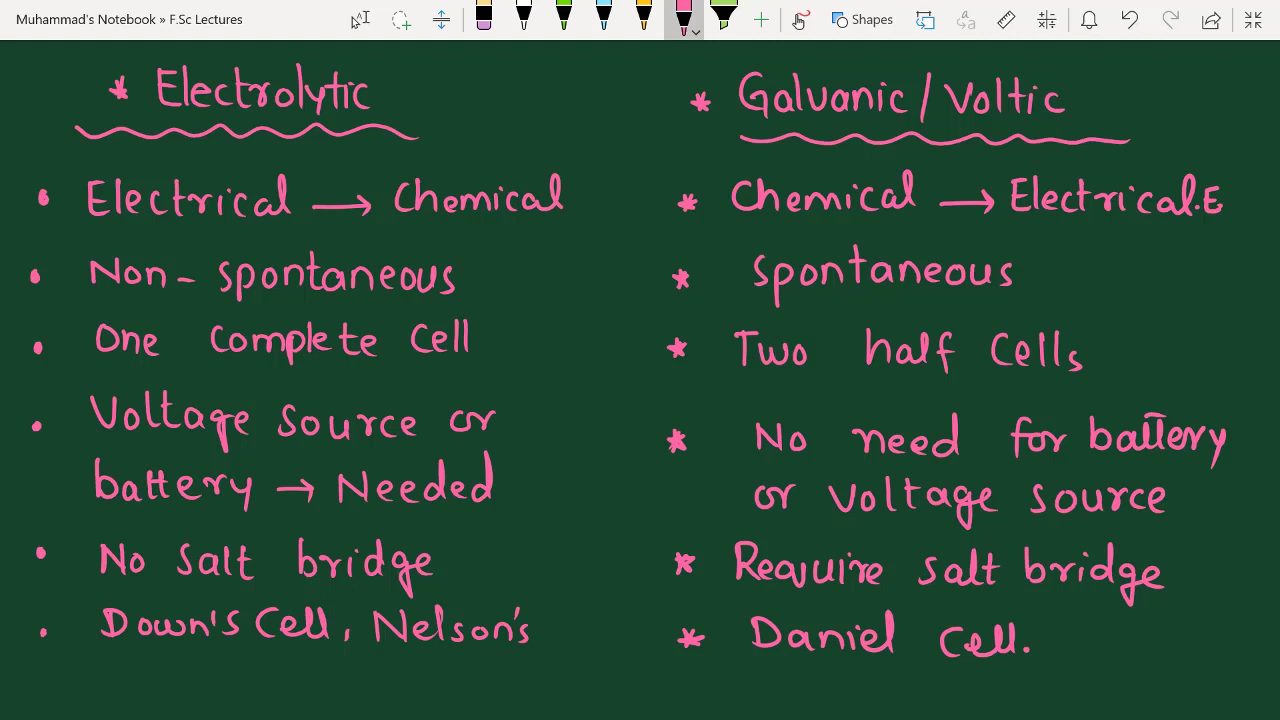 Muhammad's Notebook » F.Sc Lectures
Shapes
* Electrolytic
• Electrical → Chemical
• Non-spontaneous
• One Complete Cell
• Voltage Source or
battery → Needed
• No Salt bridge
• Down's Cell, Nelson's
* Galvanic/Voltic
* Chemical → Electrical.E
* Spontaneous
* Two half Cells
* No need for battery
or voltage source
* Require salt bridge
* Daniel Cell.